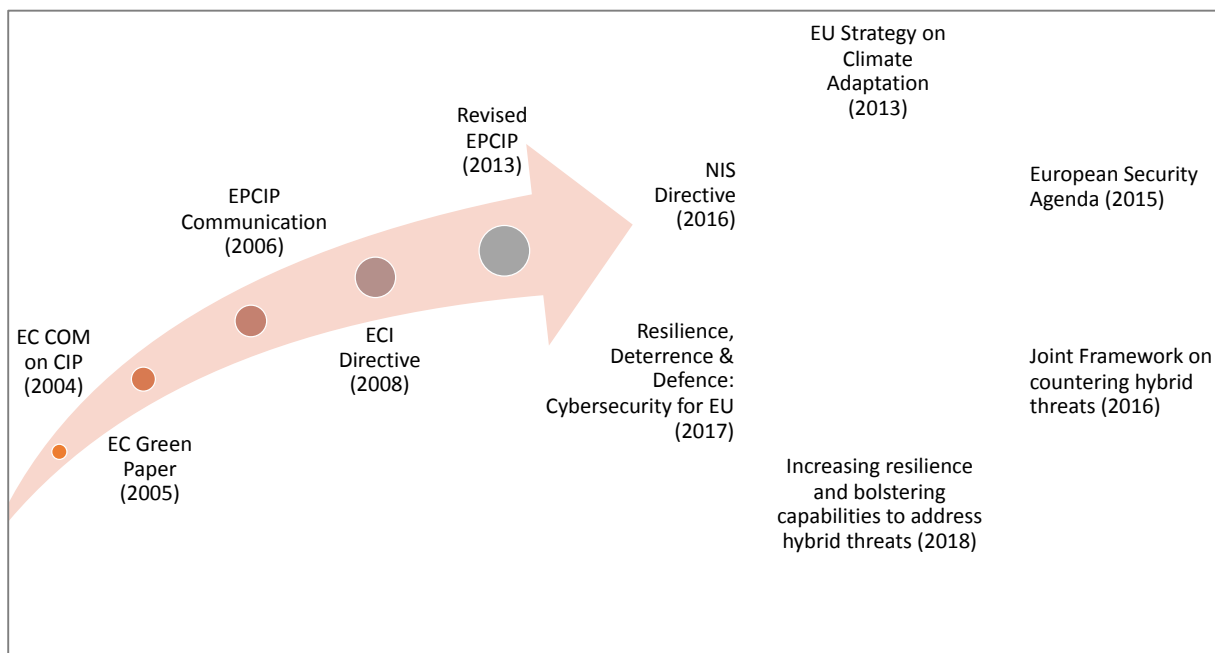 EC COM
on CIP
(2004)
EC Green
Paper
(2005)
EPCIP
Communication
(2006)
ECI
Directive
(2008)
Revised
EPCIP
(2013)
EU Strategy on
Climate
Adaptation
(2013)
NIS
Directive
(2016)
European Security
Agenda (2015)
Resilience,
Deterrence &
Defence:
Cybersecurity for EU
(2017)
Joint Framework on
countering hybrid
threats (2016)
Increasing resilience
and bolstering
capabilities to address
hybrid threats (2018)